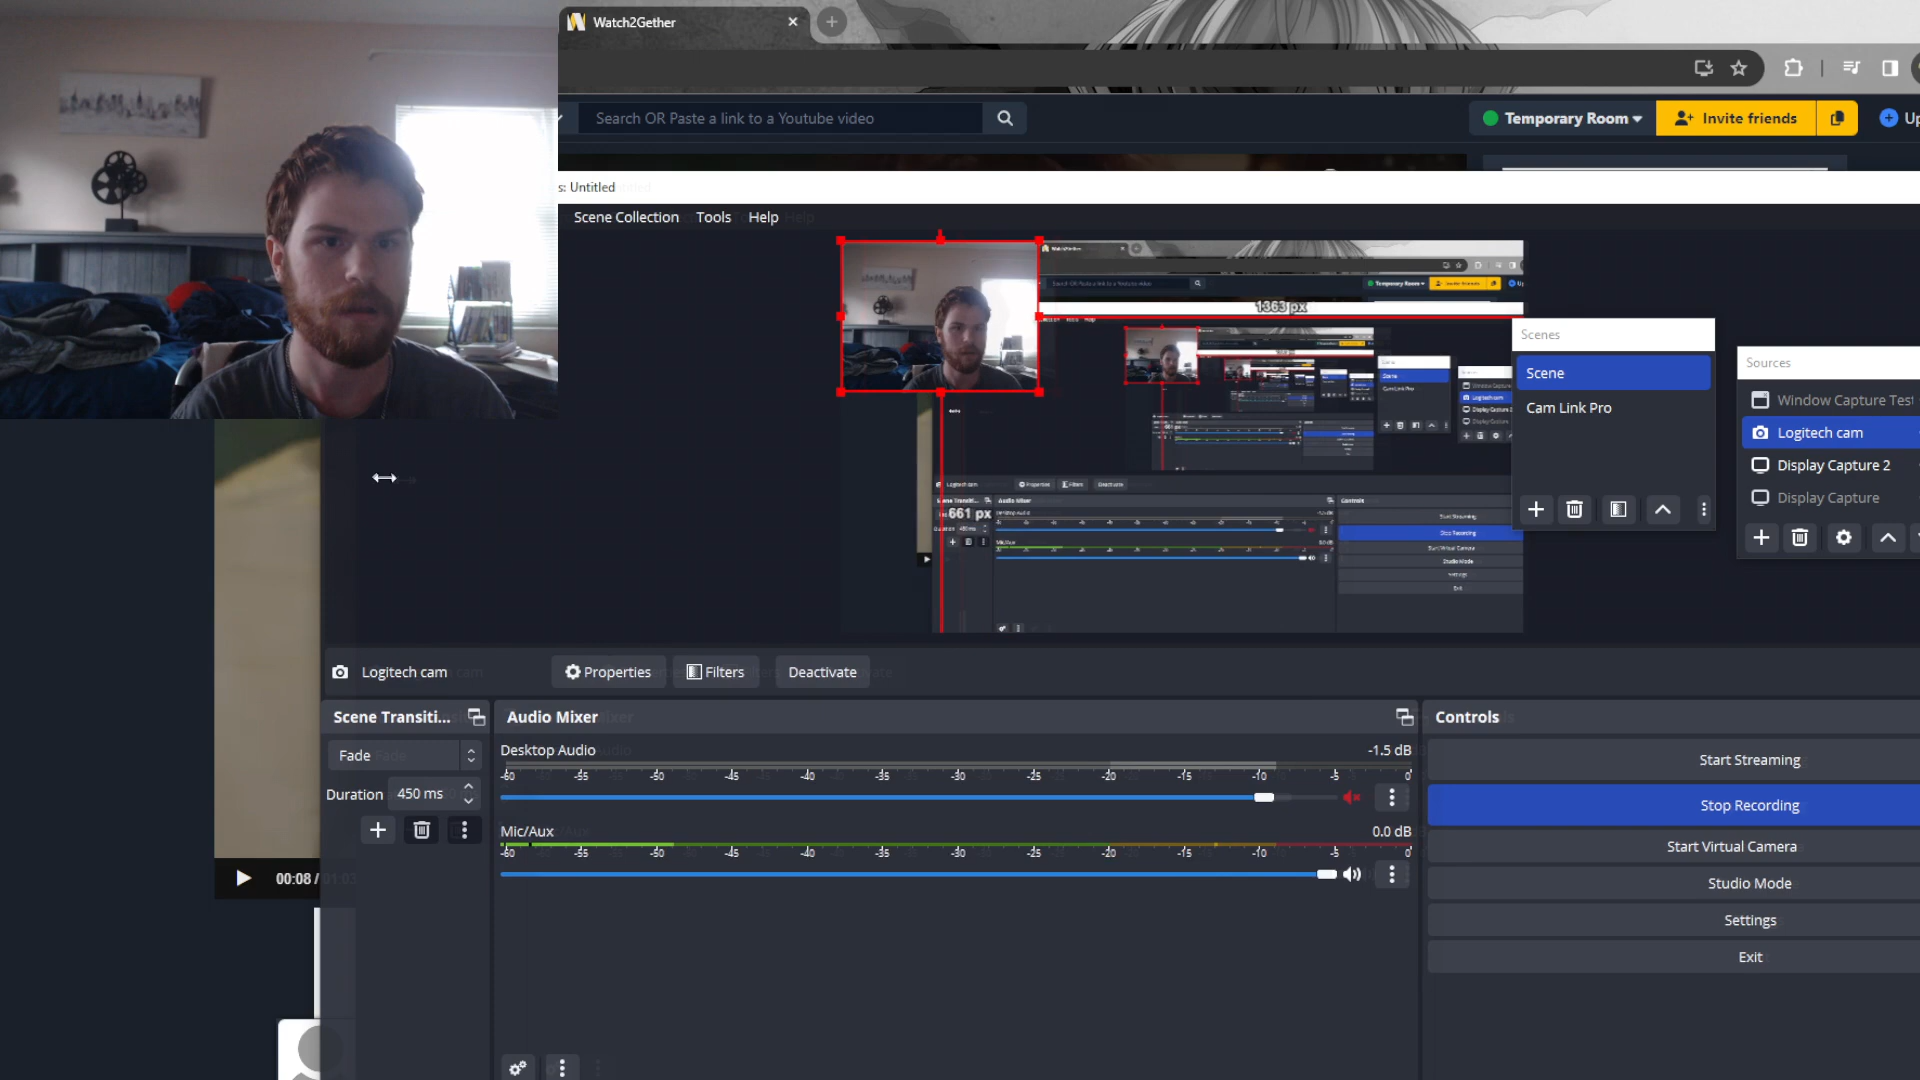 Watch2Gether
Search OR Paste a link to a Youtube video
Temporary Room
Invite friends
Up
s: Untitled
Scene Collection Tools Help
1363 px
661 px
Scenes
Scene
Cam Link Pro
Sources
Window Capture Test
Logitech cam
Display Capture 2
Display Capture
Logitech cam
Properties
Filters
Deactivate
Scene Transiti...
Fade
Duration 450 ms
Audio Mixer
Desktop Audio
-1.5 dB
-60 -55 -50 -45 -40 -35 -30 -25 -20 -15 -10 -5 0
Mic/Aux
0.0 dB
-60 -55 -50 -45 -40 -35 -30 -25 -20 -15 -10 -5 0
Controls
Start Streaming
Stop Recording
Start Virtual Camera
Studio Mode
Settings
Exit
00:08 / 01:03